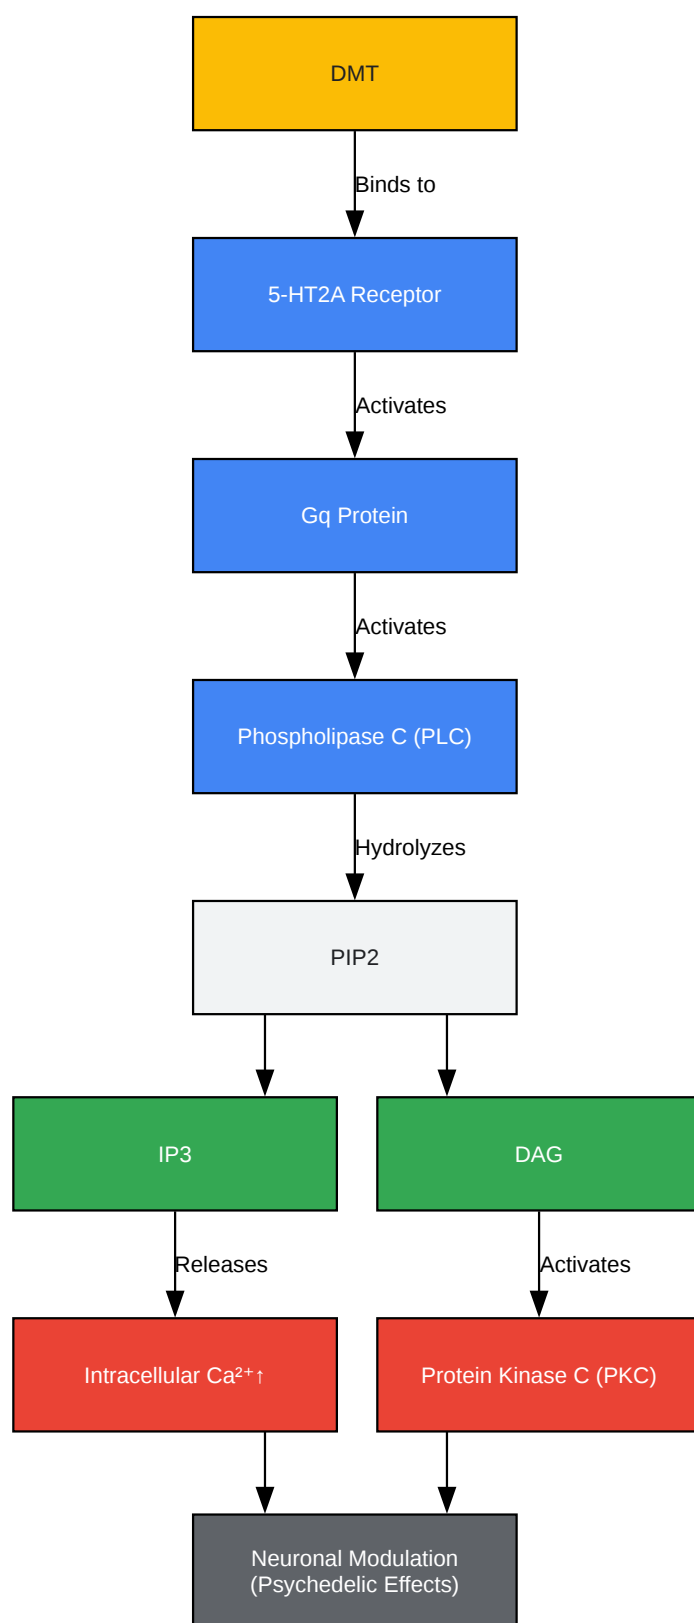 DMT
Binds to
5-HT2A Receptor
Activates
Gq Protein
Activates
Phospholipase C (PLC)
Hydrolyzes
PIP2
IP3
DAG
Releases
Activates
Intracellular Ca²⁺↑
Protein Kinase C (PKC)
Neuronal Modulation
(Psychedelic Effects)